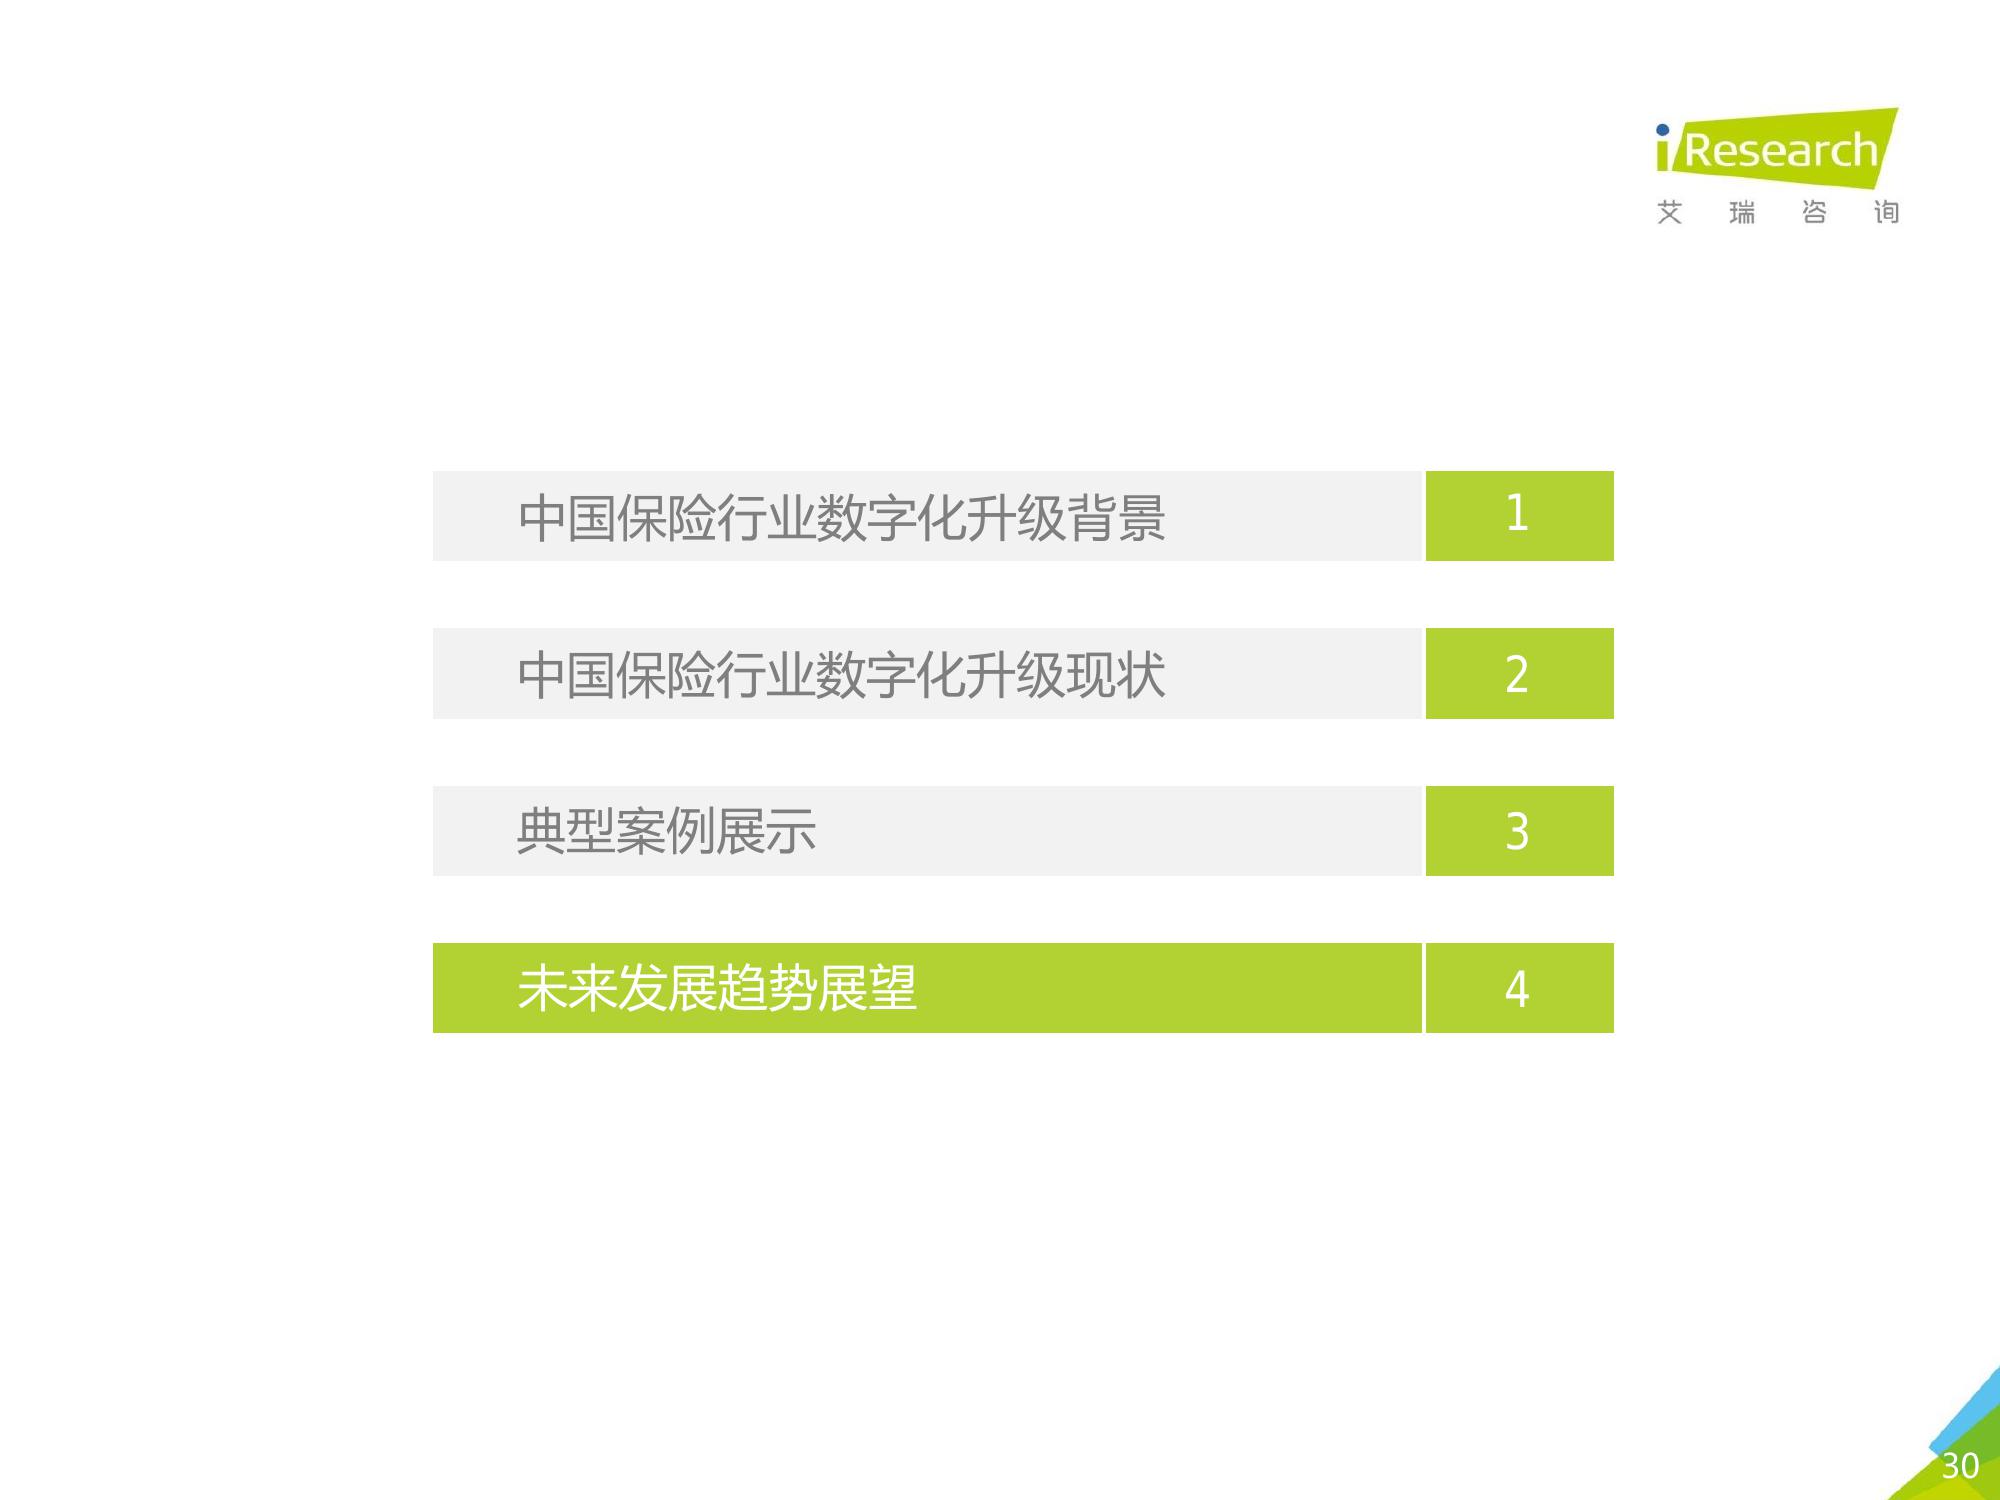 iResearch
艾瑞咨询
中国保险行业数字化升级背景 1
中国保险行业数字化升级现状 2
典型案例展示 3
未来发展趋势展望 4
30